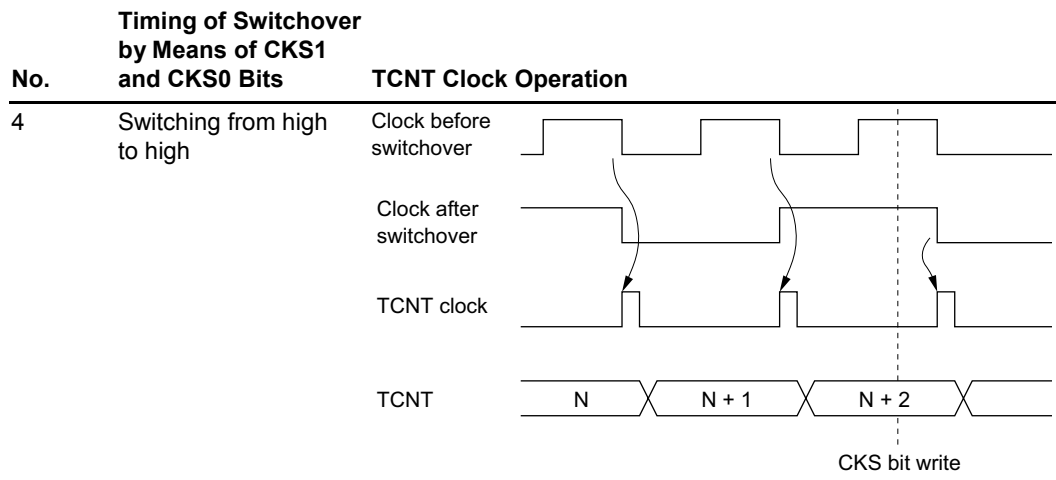 Timing of Switchover
by Means of CKS1
No. and CKS0 Bits TCNT Clock Operation
4 Switching from high
to high
Clock before
switchover
Clock after
switchover
TCNT clock
TCNT N N + 1 N + 2
CKS bit write